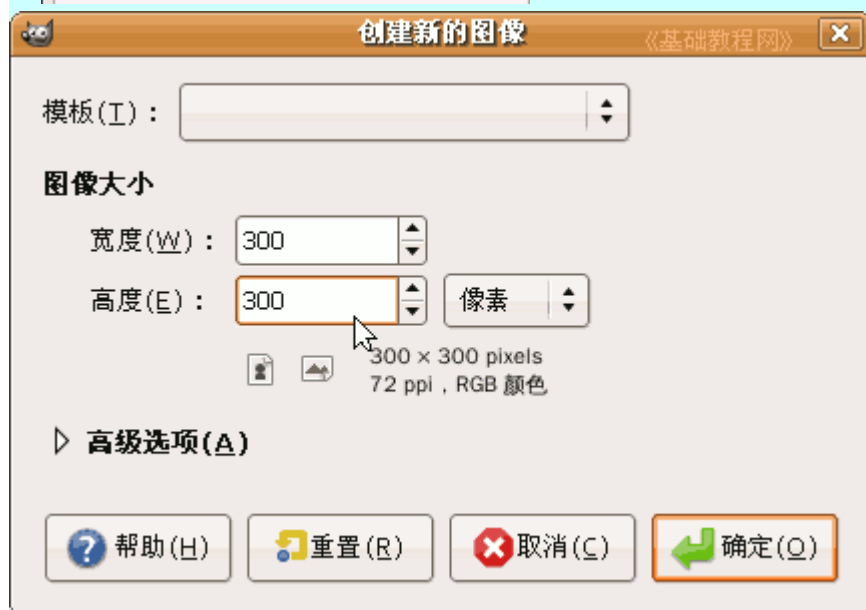 创建新的图像 《基础教程网》
模板(T)：
图像大小
宽度(W)： 300
高度(E)： 300 像素
300 × 300 pixels
72 ppi，RGB 颜色
高级选项(A)
帮助(H) 重置(R) 取消(C) 确定(O)